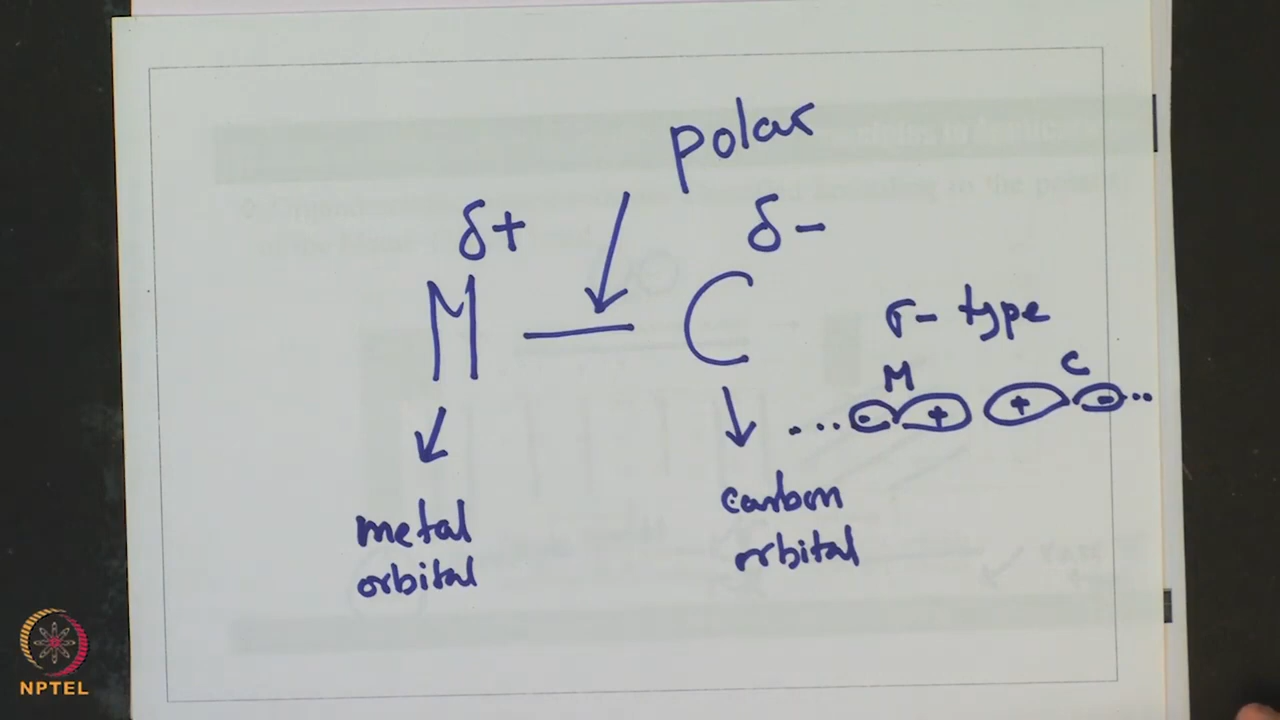 polar
δ+ δ-
M — C
σ- type
M C
... - + + - ..
metal
orbital
carbon
orbital
NPTEL